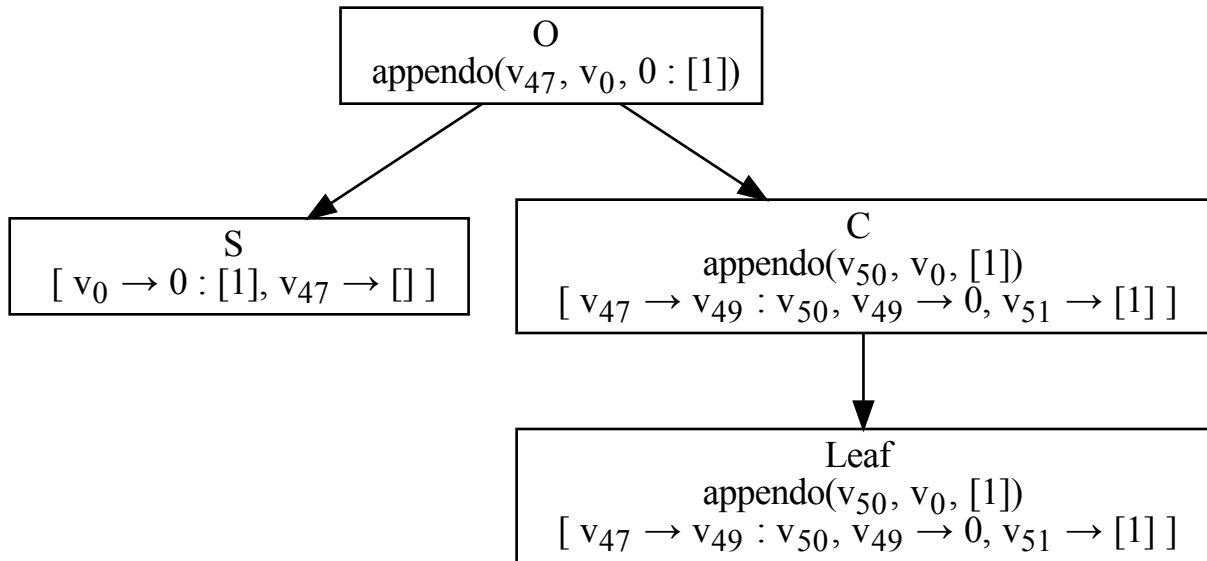 O
appendo(v₄₇, v₀, 0 : [1])
S
[ v₀ → 0 : [1], v₄₇ → [] ]
C
appendo(v₅₀, v₀, [1])
[ v₄₇ → v₄₉ : v₅₀, v₄₉ → 0, v₅₁ → [1] ]
Leaf
appendo(v₅₀, v₀, [1])
[ v₄₇ → v₄₉ : v₅₀, v₄₉ → 0, v₅₁ → [1] ]